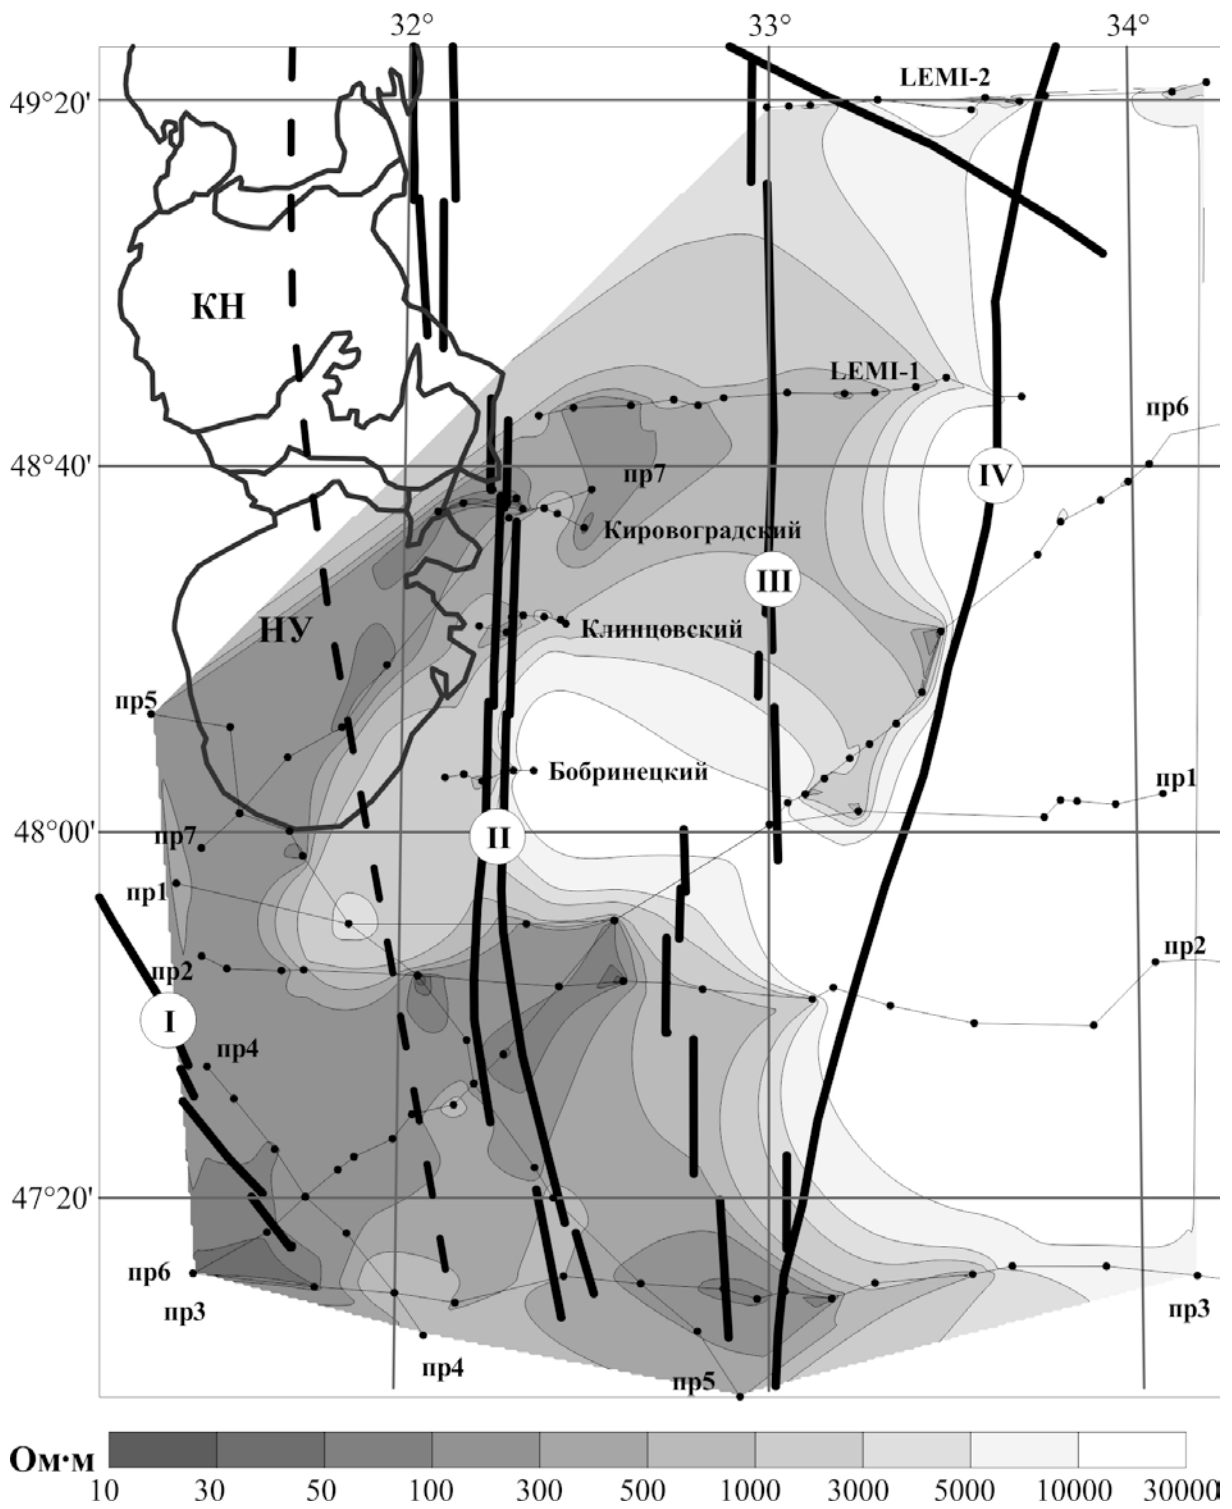 32° 33° 34°
LEMI-2
49°20'
КН
LEMI-1
пр6
48°40'
IV
пр7
Кировоградский
III
НУ
Клинцовский
пр5
Бобринецкий
пр1
48°00'
II
пр7
пр1
пр2
пр2
I
пр4
47°20'
пр6
пр3
пр3
пр4
пр5
Ом·м
10 30 50 100 300 500 1000 3000 5000 10000 30000